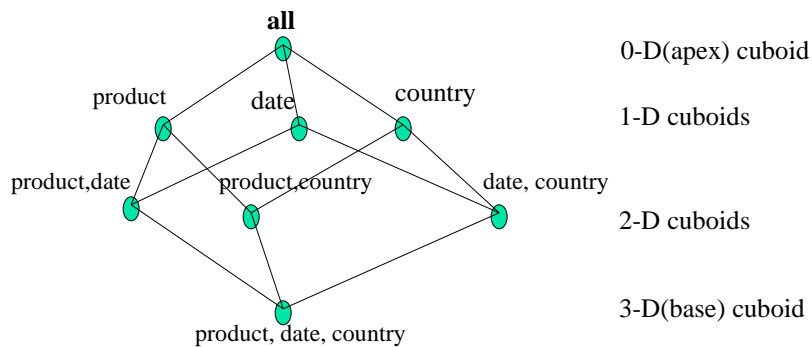 all
0-D(apex) cuboid
product
date
country
1-D cuboids
product,date
product,country
date, country
2-D cuboids
3-D(base) cuboid
product, date, country